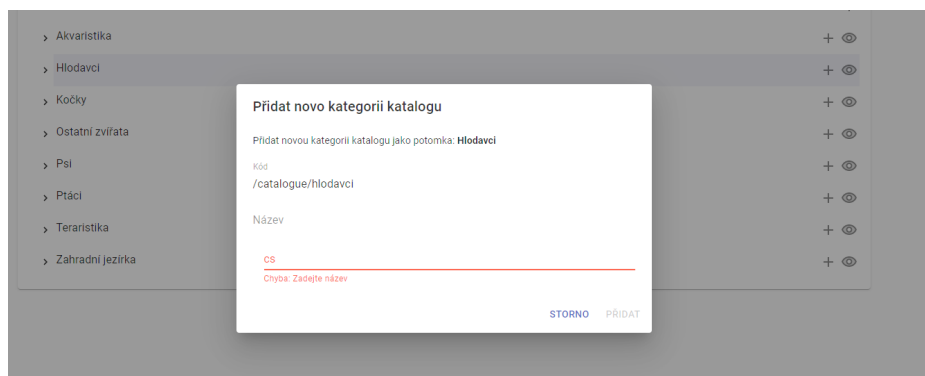 Akvaristika
Hlodavci
Kočky
Ostatní zvířata
Psi
Ptáci
Teraristika
Zahradní jezírka
Přidat novo kategorii katalogu
Přidat novou kategorii katalogu jako potomka: Hlodavci
Kód
/catalogue/hlodavci
Název
cs
Chyba: Zadejte název
STORNO PŘIDAT